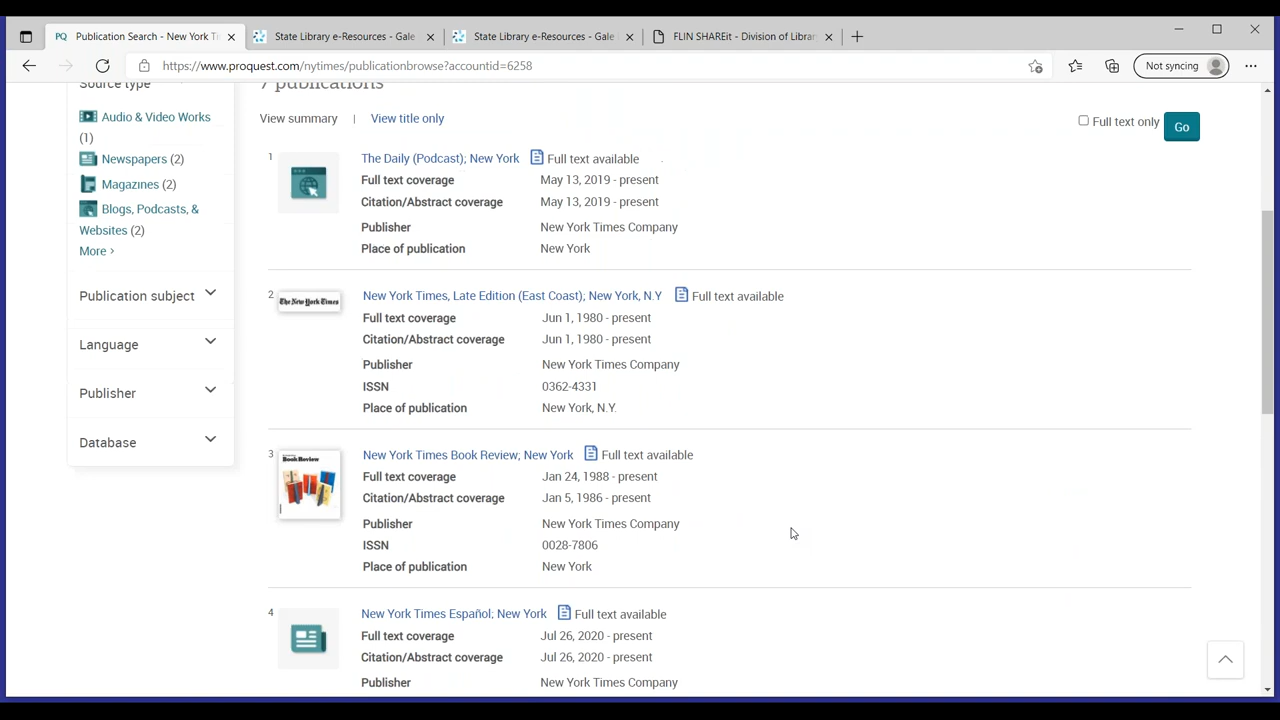 PQ Publication Search - New York Ti
State Library e-Resources - Gale
State Library e-Resources - Gale
FLIN SHAREit - Division of Librar
https://www.proquest.com/nytimes/publicationbrowse?accountid=6258
Not syncing
Source type
Audio & Video Works
(1)
Newspapers (2)
Magazines (2)
Blogs, Podcasts, &
Websites (2)
More >
Publication subject
Language
Publisher
Database
7 publications
View summary | View title only
Full text only
Go
1
The Daily (Podcast); New York Full text available
Full text coverage May 13, 2019 - present
Citation/Abstract coverage May 13, 2019 - present
Publisher New York Times Company
Place of publication New York
2
The New York Times
New York Times, Late Edition (East Coast); New York, N.Y Full text available
Full text coverage Jun 1, 1980 - present
Citation/Abstract coverage Jun 1, 1980 - present
Publisher New York Times Company
ISSN 0362-4331
Place of publication New York, N.Y.
3
Book Review
New York Times Book Review; New York Full text available
Full text coverage Jan 24, 1988 - present
Citation/Abstract coverage Jan 5, 1986 - present
Publisher New York Times Company
ISSN 0028-7806
Place of publication New York
4
New York Times Español; New York Full text available
Full text coverage Jul 26, 2020 - present
Citation/Abstract coverage Jul 26, 2020 - present
Publisher New York Times Company